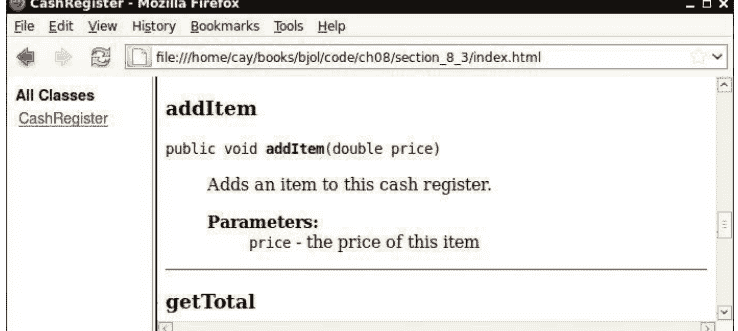 CashRegister - Mozilla Firefox
File Edit View History Bookmarks Tools Help
file:///home/cay/books/bjol/code/ch08/section_8_3/index.html
All Classes
CashRegister
addItem
public void addItem(double price)
Adds an item to this cash register.
Parameters:
price - the price of this item
getTotal